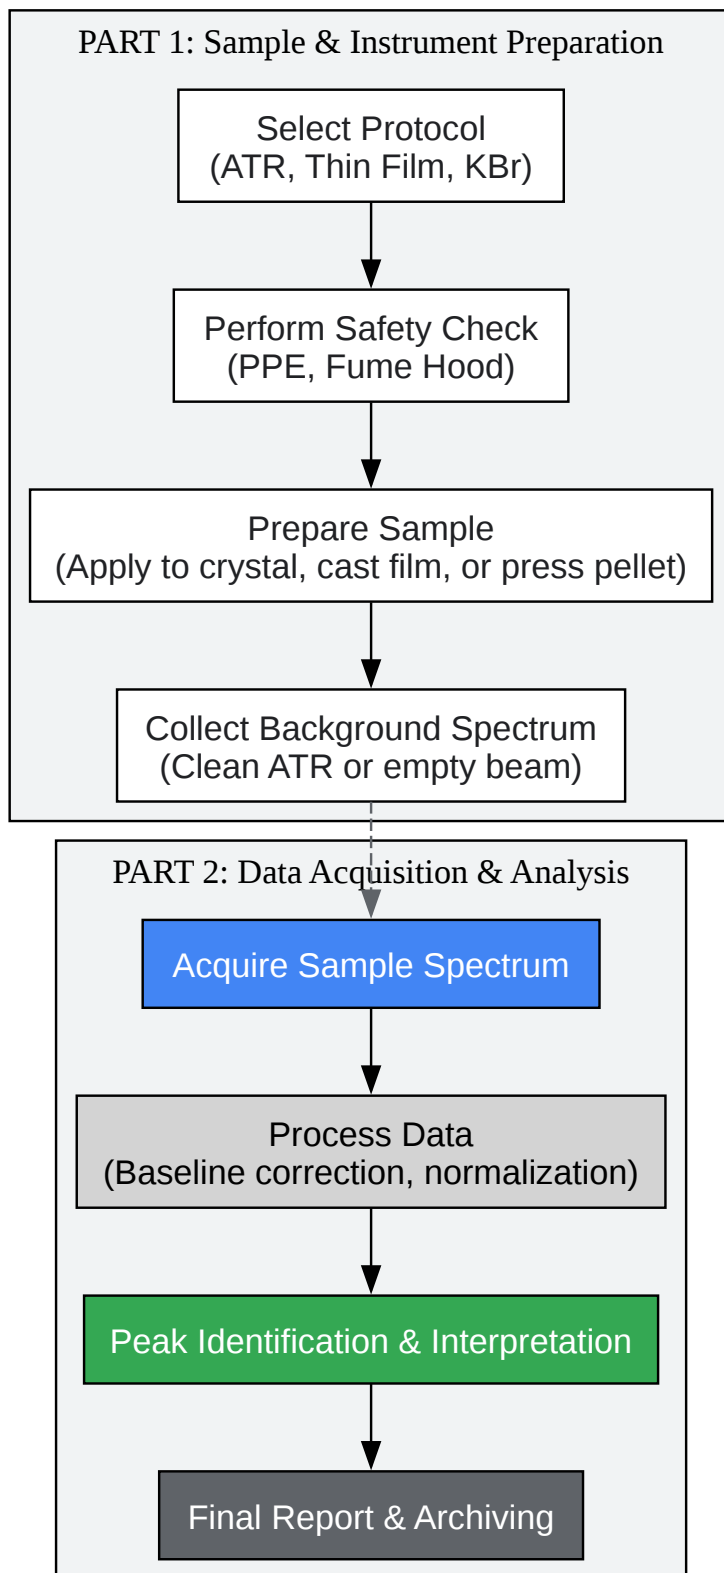 PART 1: Sample & Instrument Preparation
Select Protocol
(ATR, Thin Film, KBr)
Perform Safety Check
(PPE, Fume Hood)
Prepare Sample
(Apply to crystal, cast film, or press pellet)
Collect Background Spectrum
(Clean ATR or empty beam)
PART 2: Data Acquisition & Analysis
Acquire Sample Spectrum
Process Data
(Baseline correction, normalization)
Peak Identification & Interpretation
Final Report & Archiving